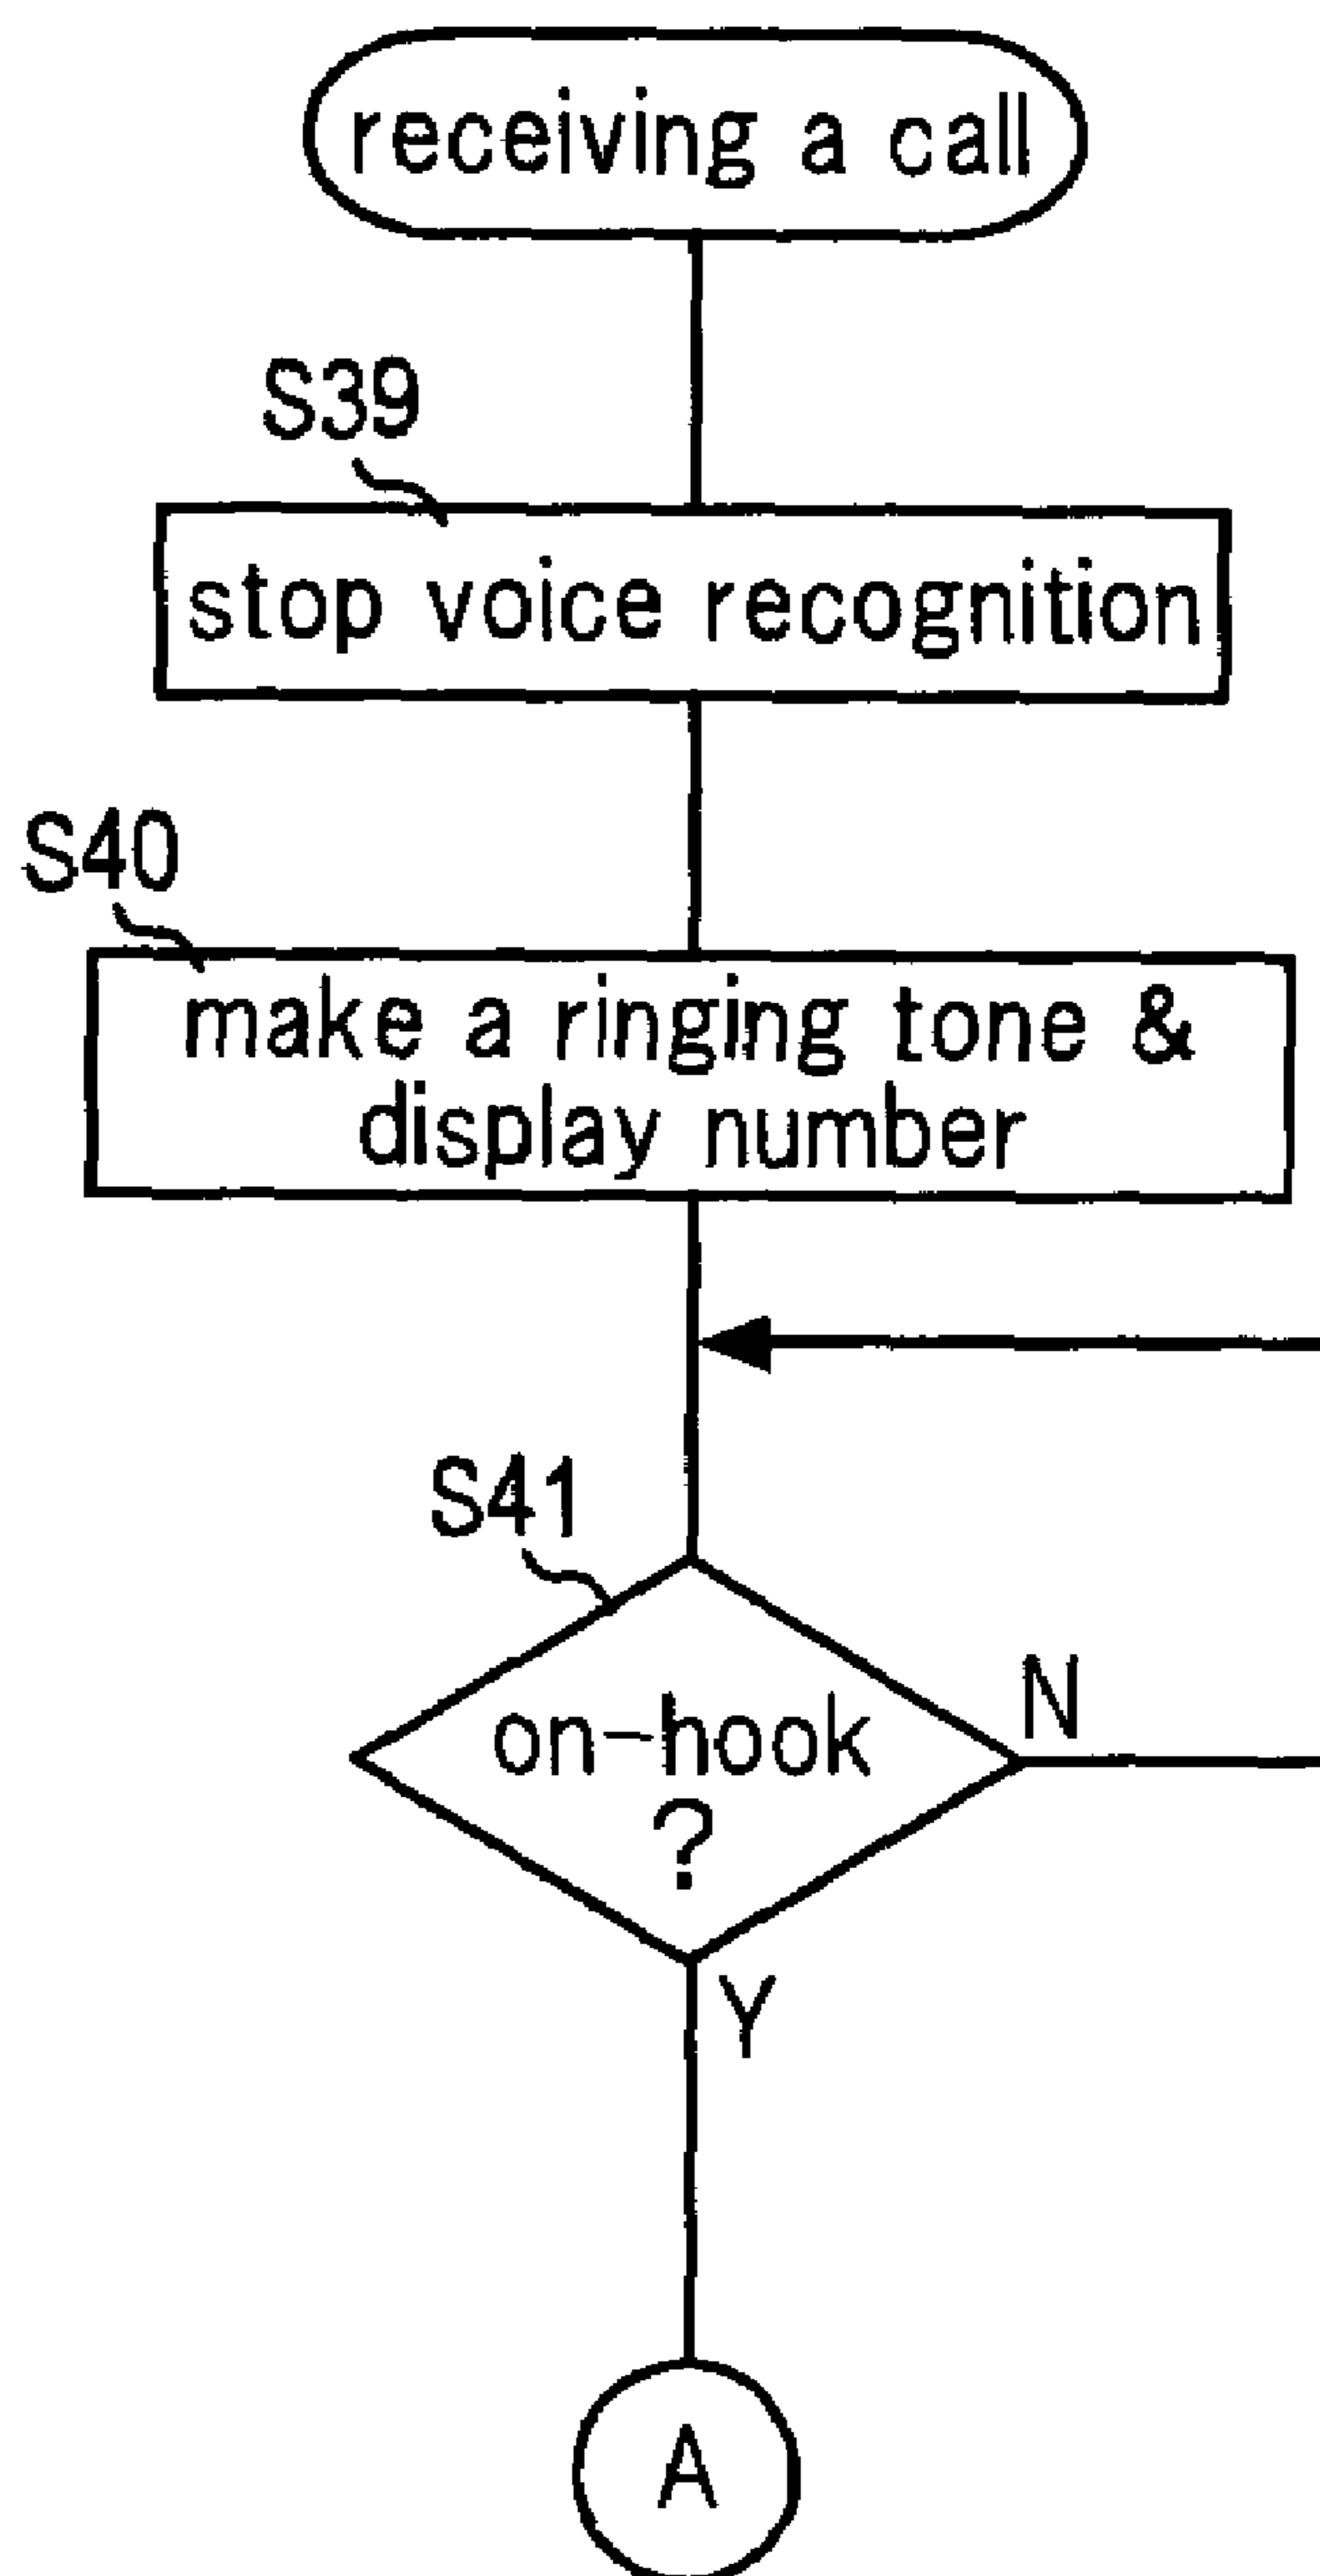 receiving a call
S39
stop voice recognition
S40
make a ringing tone &
display number
S41
on-hook
?
N
Y
A